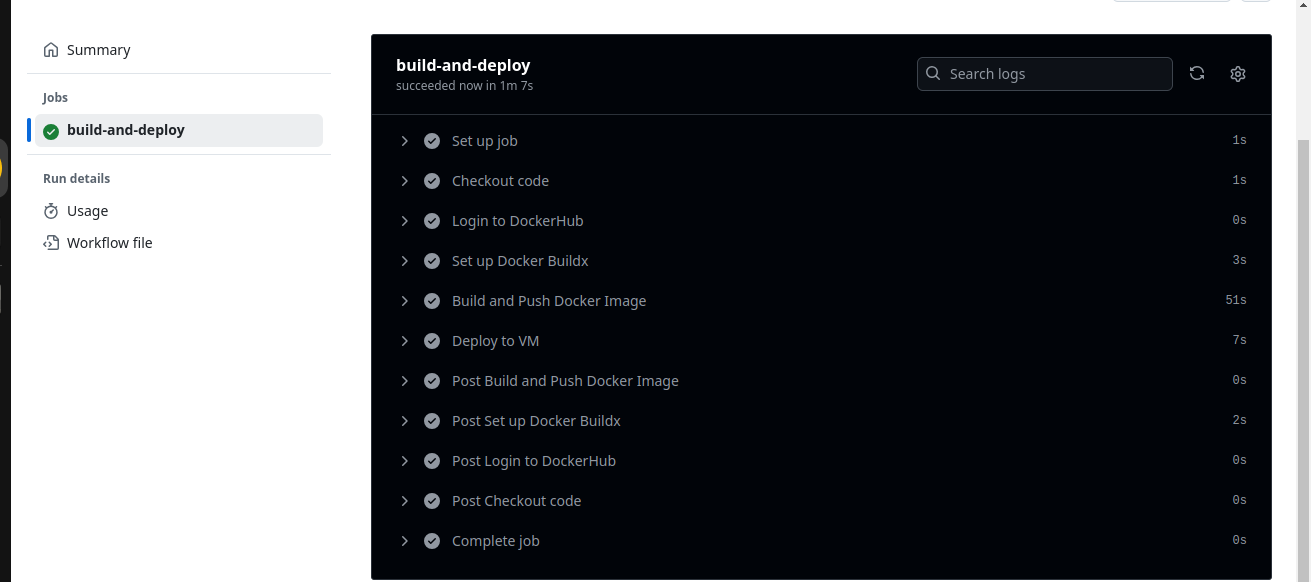 Summary
Jobs
build-and-deploy
Run details
Usage
Workflow file
build-and-deploy
succeeded now in 1m 7s
Search logs
Set up job 1s
Checkout code 1s
Login to DockerHub 0s
Set up Docker Buildx 3s
Build and Push Docker Image 51s
Deploy to VM 7s
Post Build and Push Docker Image 0s
Post Set up Docker Buildx 2s
Post Login to DockerHub 0s
Post Checkout code 0s
Complete job 0s